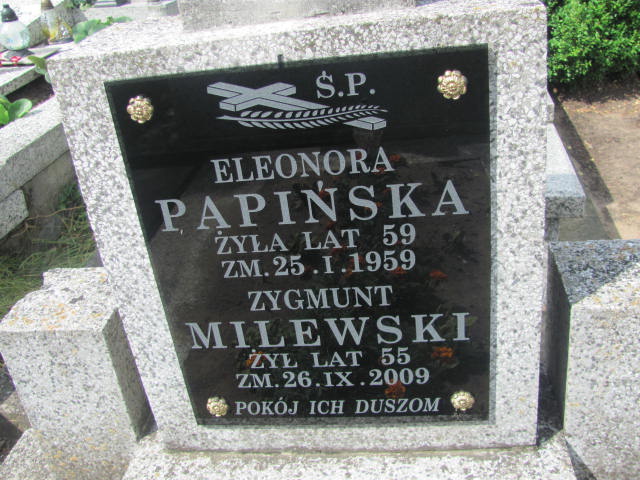 Ś.P.
ELEONORA
PAPIŃSKA
ŻYŁA LAT 59
ZM. 25. I. 1959
ZYGMUNT
MILEWSKI
ŻYŁ LAT 55
ZM. 26. IX. 2009
POKÓJ ICH DUSZOM